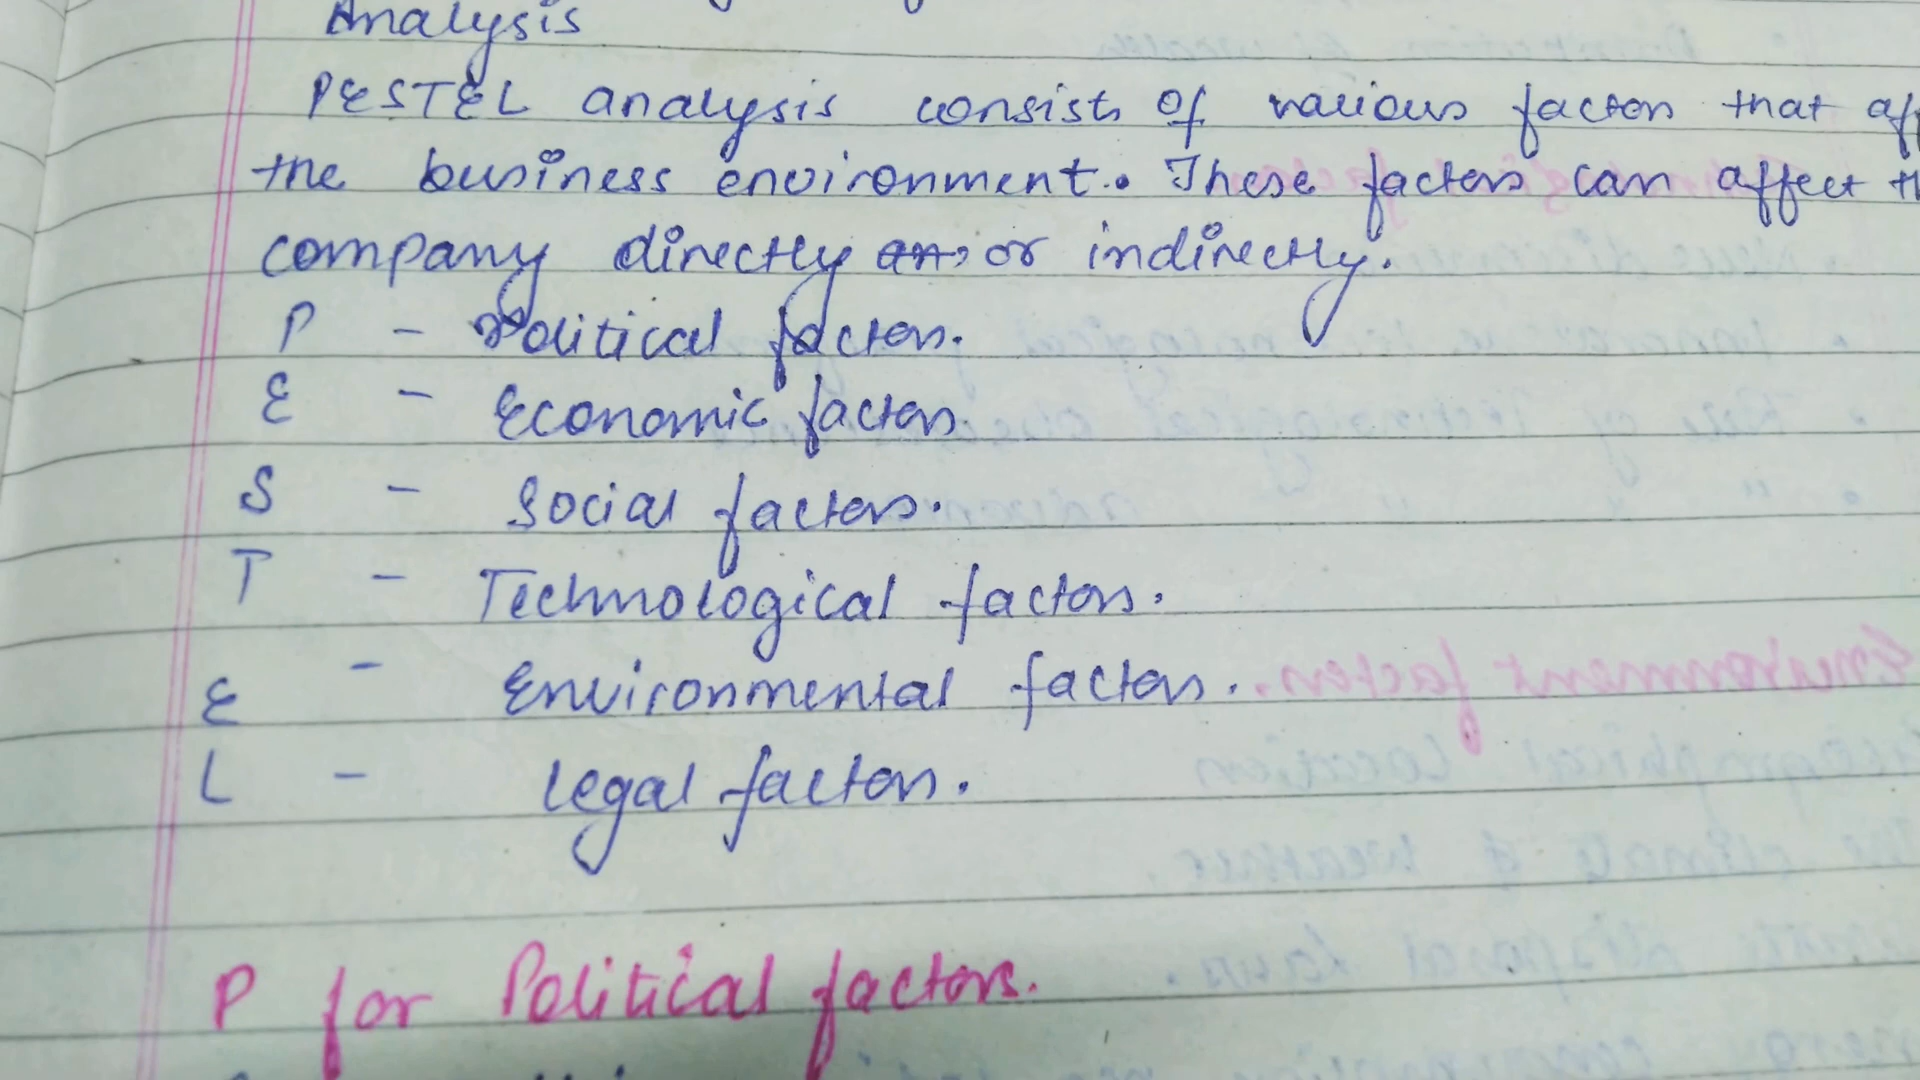 Analysis
PESTEL analysis consists of various factors that aff
the business environment. These factors can affect th
company directly or indirectly.
P - Political factors.
E - Economic factors.
S - Social factors.
T - Technological factors.
E - Environmental factors.
L - Legal factors.
P for Political factors.